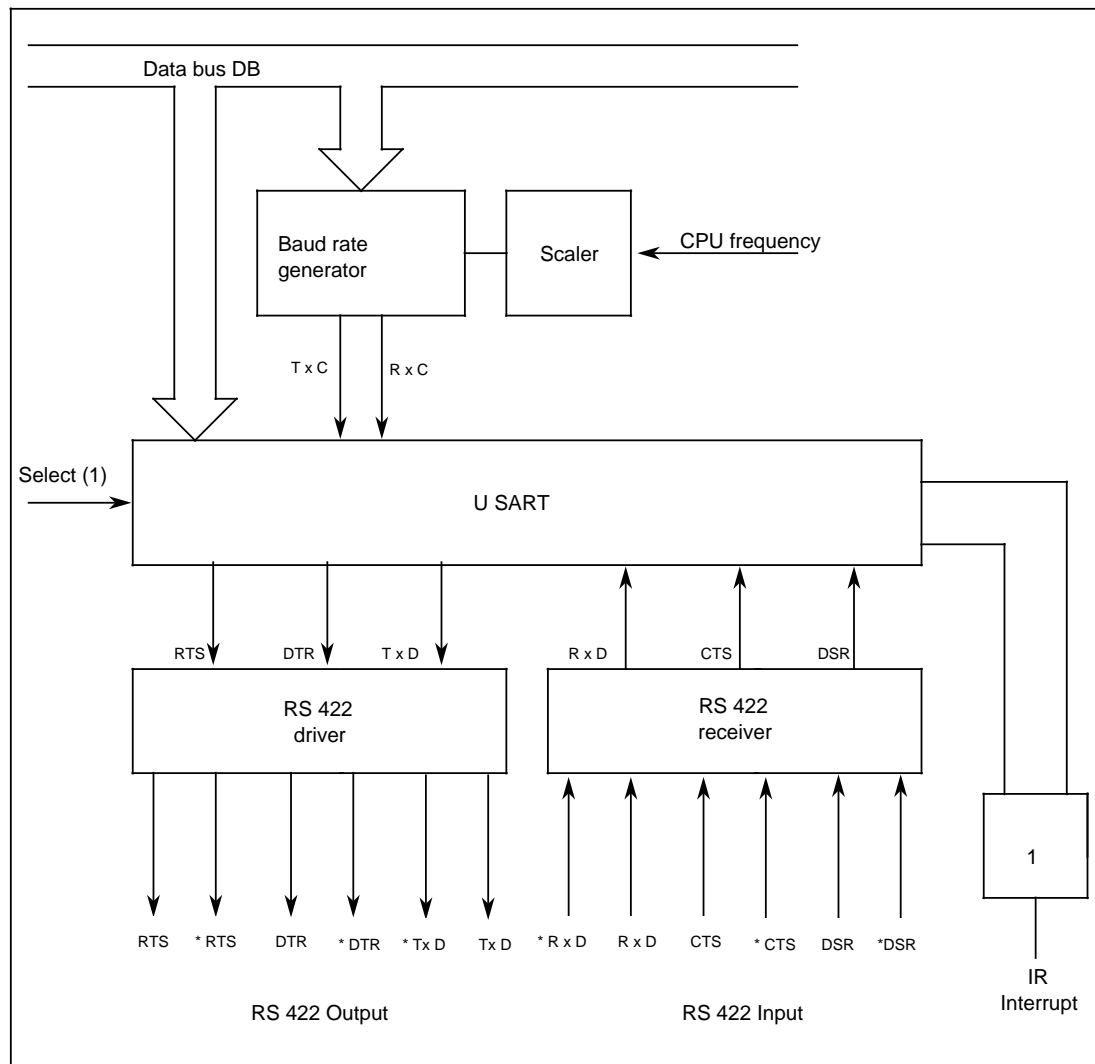 Data bus DB
Baud rate
generator
Scaler
CPU frequency
T x C
R x C
Select (1)
U SART
RTS
DTR
T x D
R x D
CTS
DSR
RS 422
driver
RS 422
receiver
1
RTS
* RTS
DTR
* DTR
* Tx D
Tx D
* R x D
R x D
CTS
* CTS
DSR
*DSR
IR
Interrupt
RS 422 Output
RS 422 Input